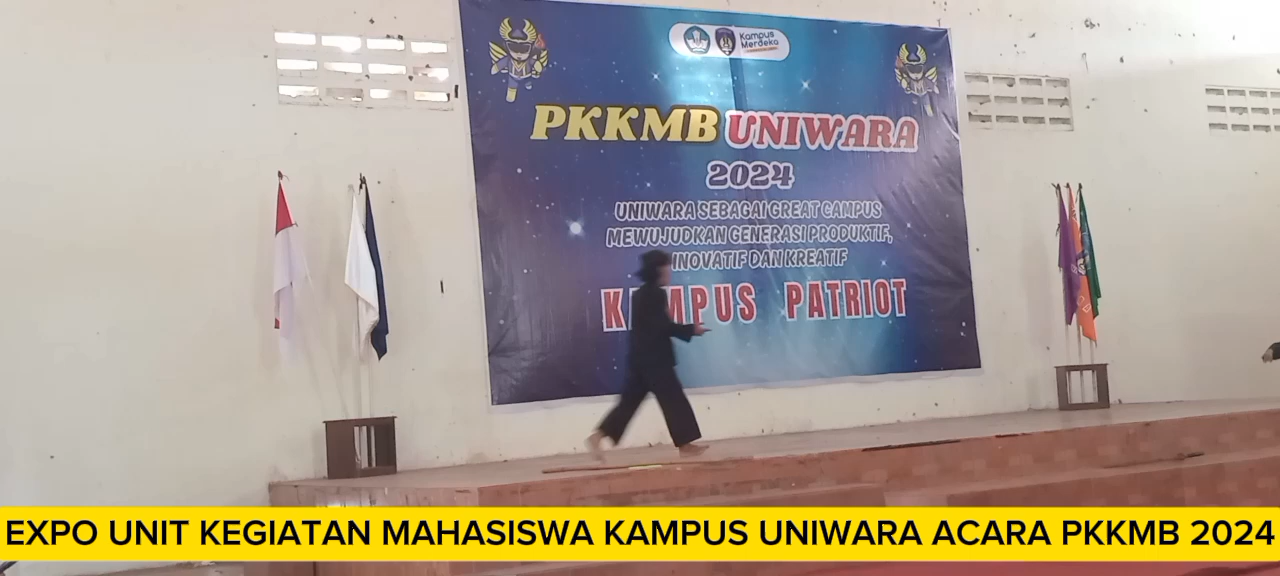 Kampus
Merdeka
PKKMB UNIWARA
2024
UNIWARA SEBAGAI GREAT CAMPUS
MEWUJUDKAN GENERASI PRODUKTIF,
INOVATIF DAN KREATIF
PATRIOT
EXPO UNIT KEGIATAN MAHASISWA KAMPUS UNIWARA ACARA PKKMB 2024